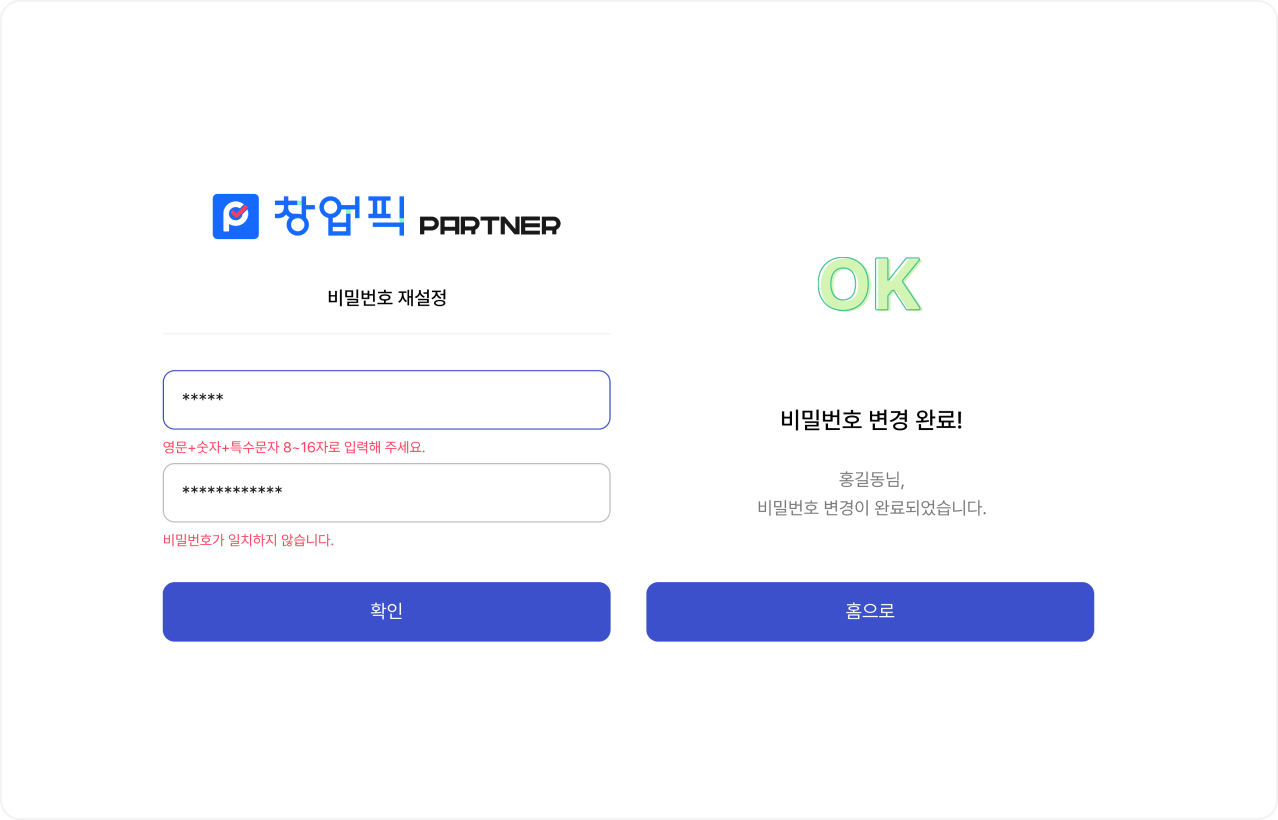 창업픽 PARTNER
비밀번호 재설정
*****
영문+숫자+특수문자 8~16자로 입력해 주세요.
************
비밀번호가 일치하지 않습니다.
확인
OK
비밀번호 변경 완료!
홍길동님,
비밀번호 변경이 완료되었습니다.
홈으로